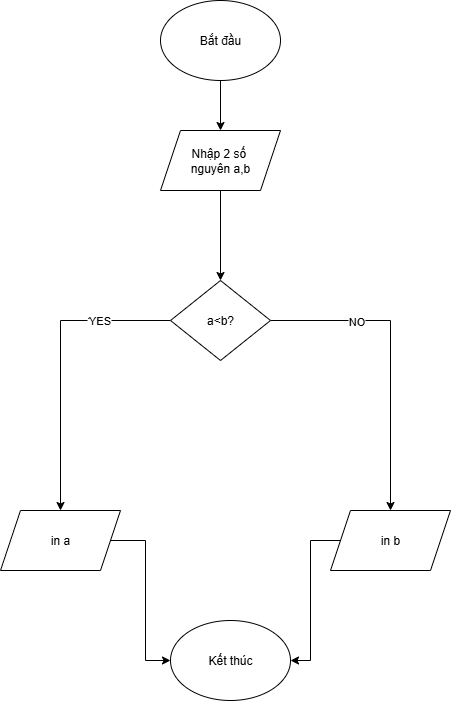 Bắt đầu
Nhập 2 số
nguyên a,b
a<b?
YES
NO
in a
in b
Kết thúc